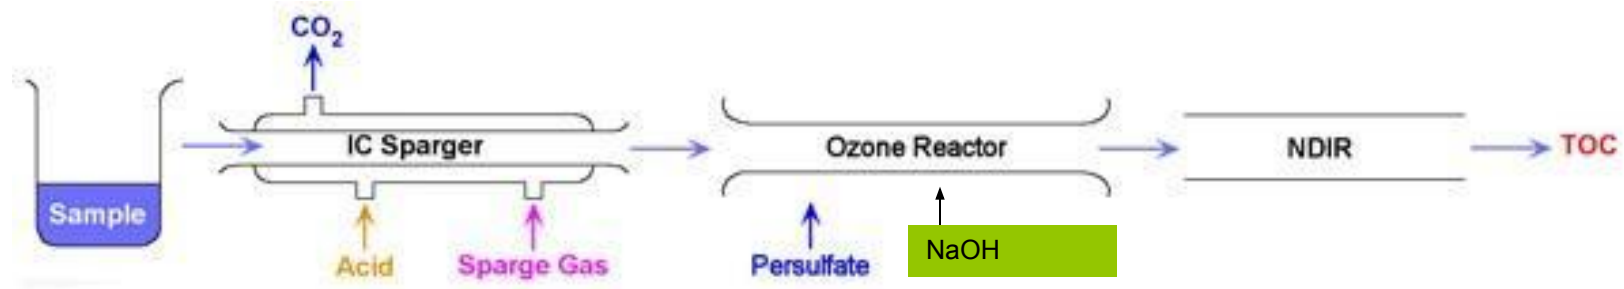 CO₂
Sample
IC Sparger
Acid
Sparge Gas
Ozone Reactor
Persulfate
NaOH
NDIR
TOC